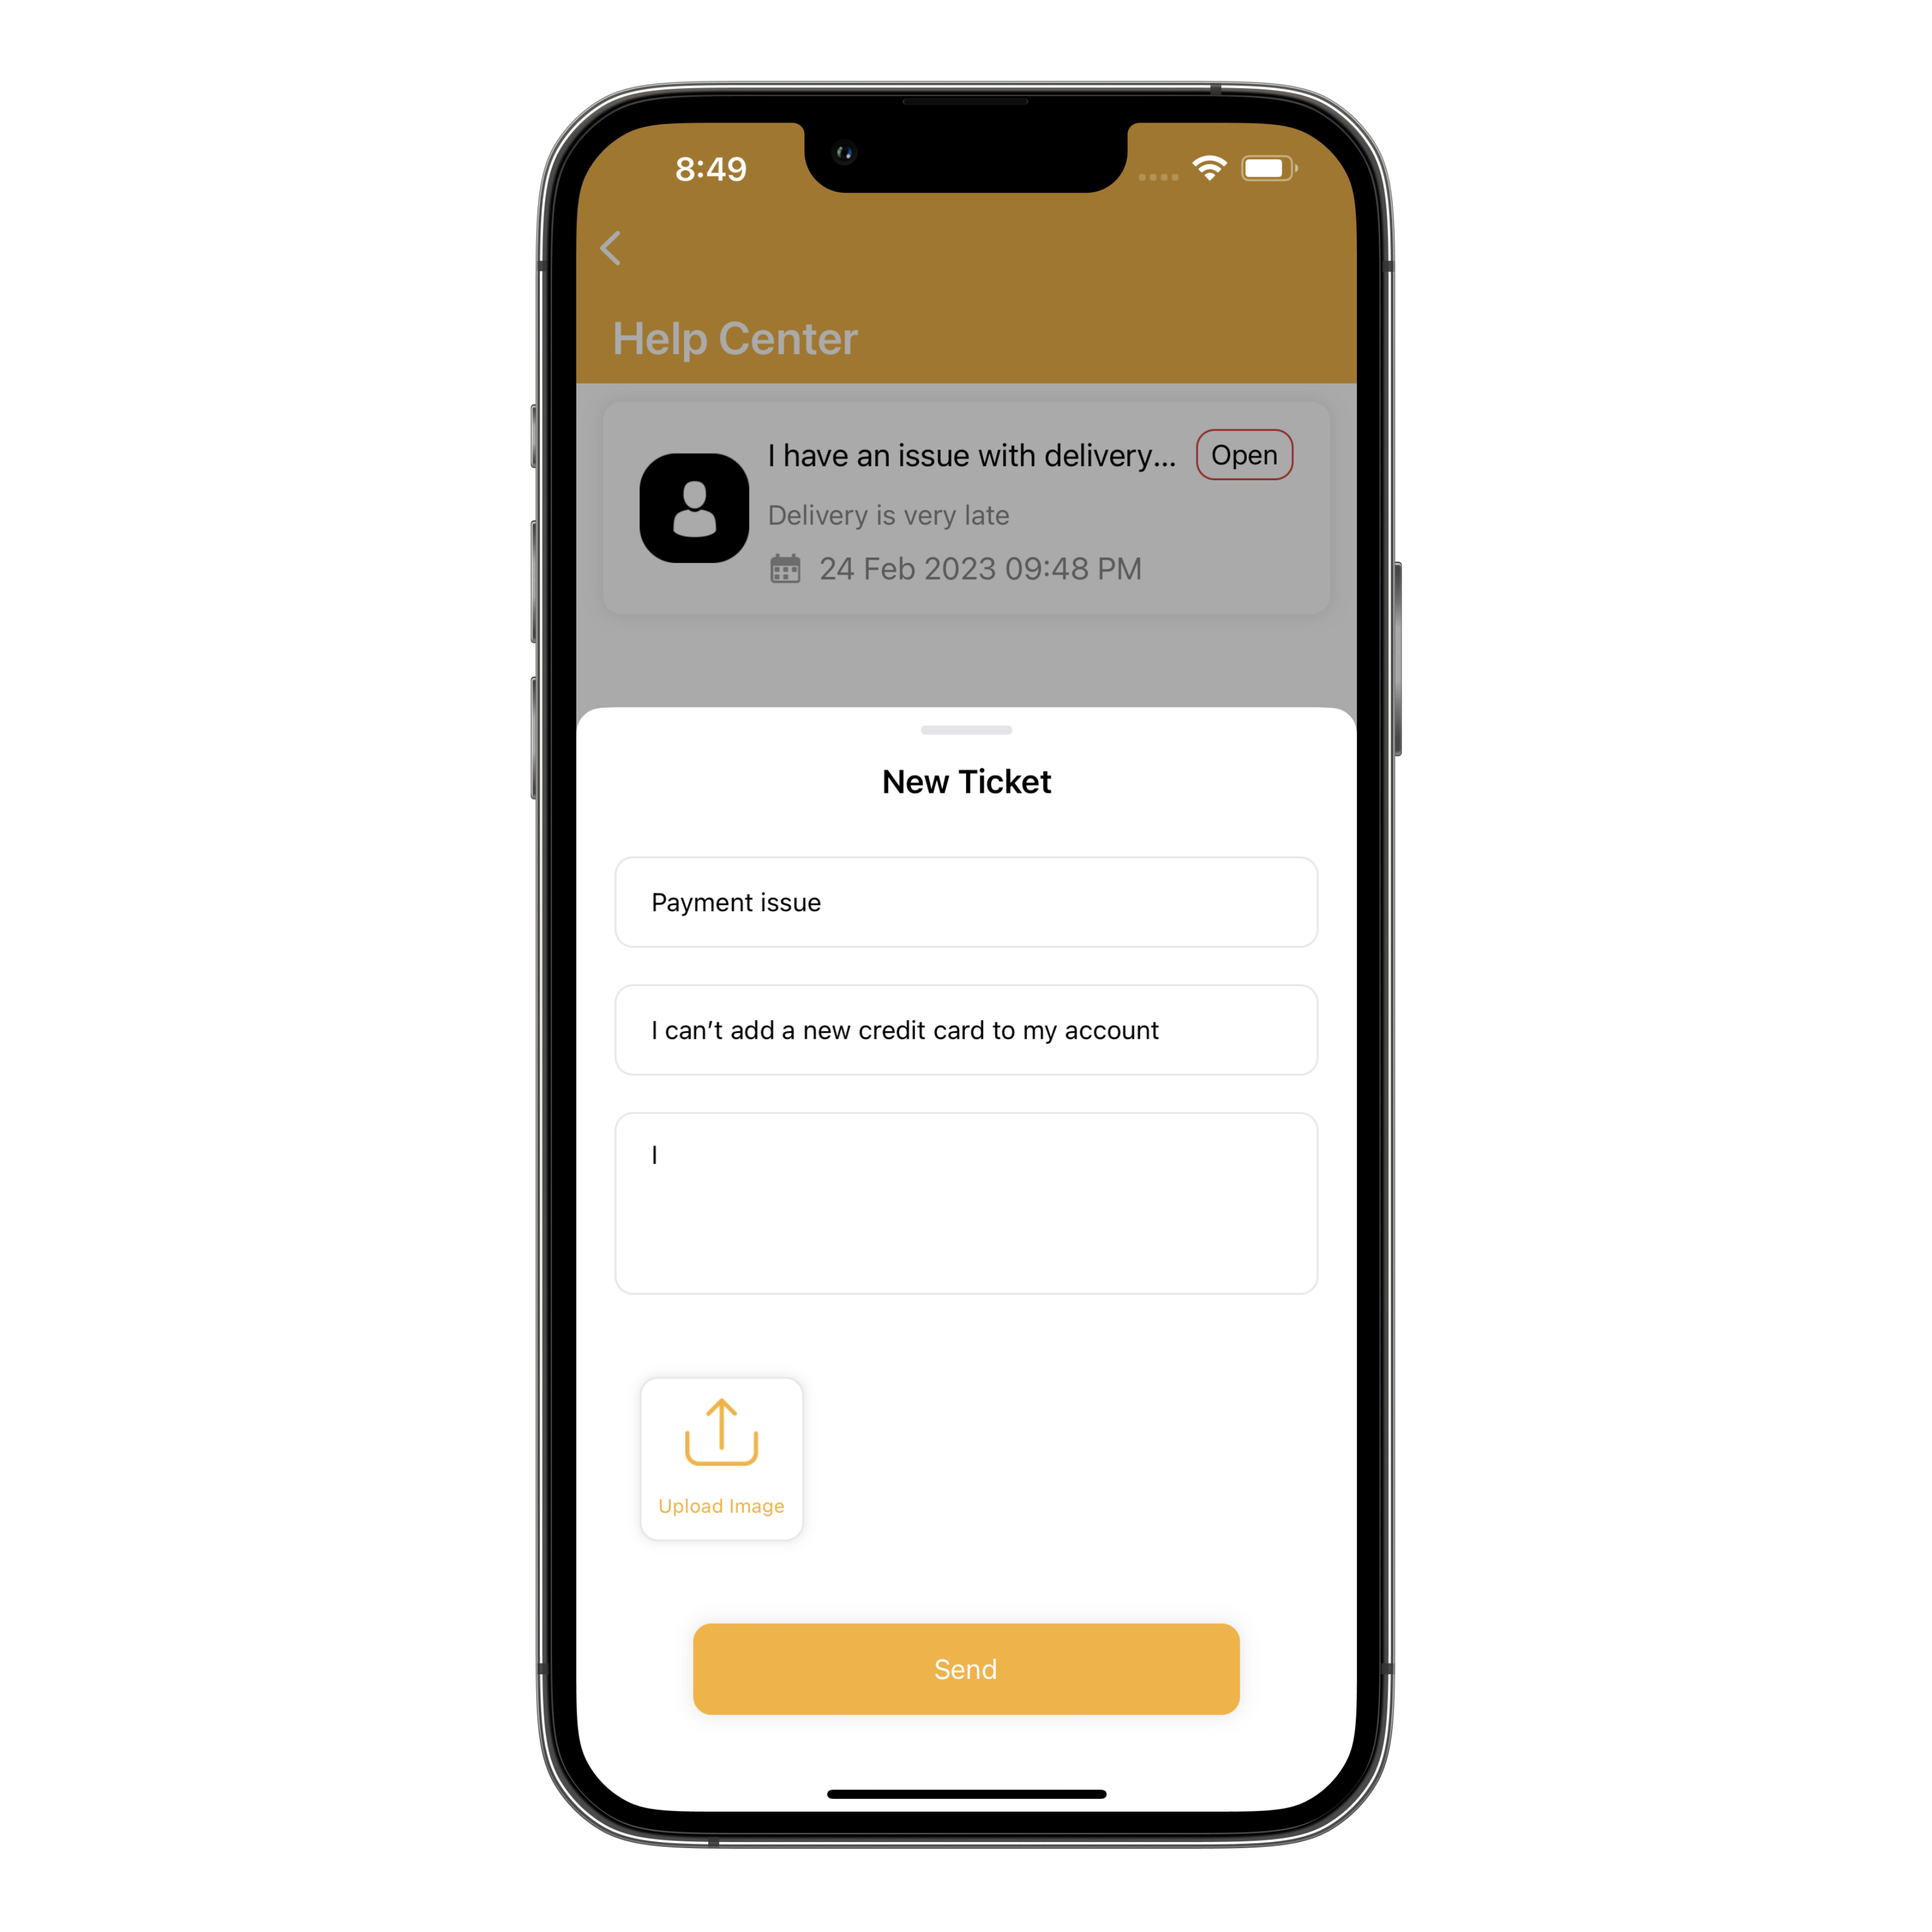 8:49
Help Center
I have an issue with delivery...
Open
Delivery is very late
24 Feb 2023 09:48 PM
New Ticket
Payment issue
I can’t add a new credit card to my account
I
Upload Image
Send